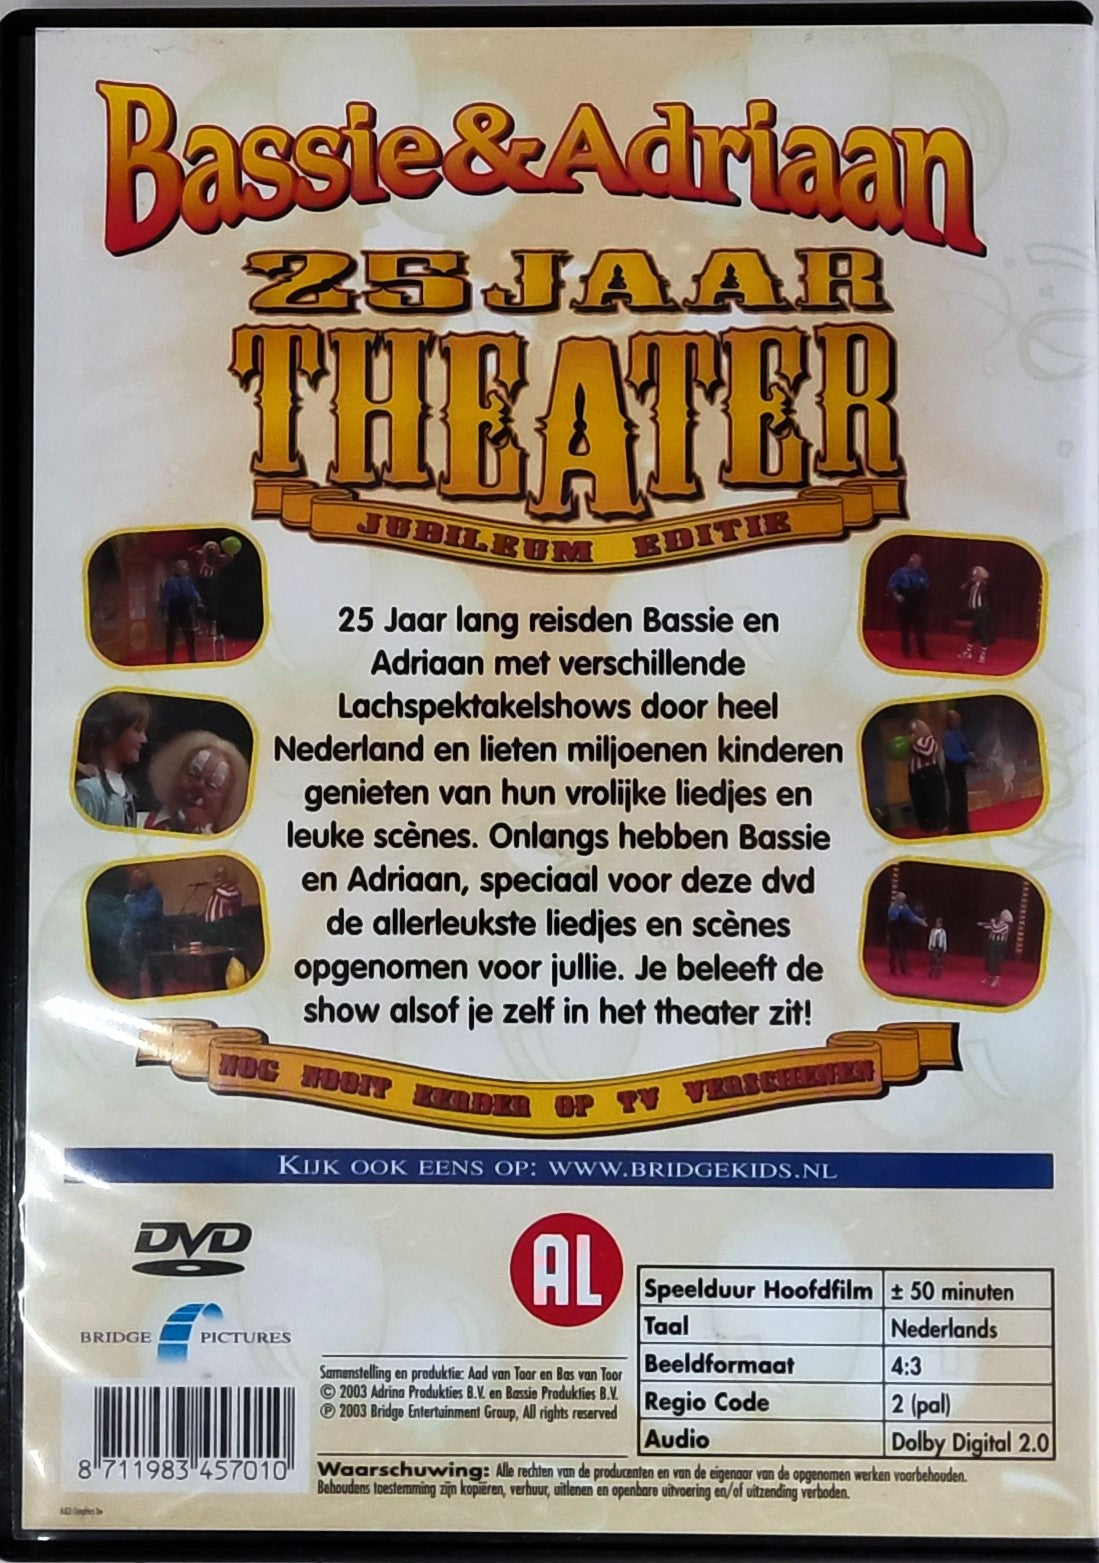 Bassie & Adriaan
25 JAAR
THEATER
JUBILEUM EDITIE
25 Jaar lang reisden Bassie en
Adriaan met verschillende
Lachspektakelshows door heel
Nederland en lieten miljoenen kinderen
genieten van hun vrolijke liedjes en
leuke scènes. Onlangs hebben Bassie
en Adriaan, speciaal voor deze dvd
de allerleukste liedjes en scènes
opgenomen voor jullie. Je beleeft de
show alsof je zelf in het theater zit!
NOG NOOIT EERDER OP TV VERSCHENEN
KIJK OOK EENS OP: WWW.BRIDGEKIDS.NL
DVD
BRIDGE PICTURES
AL
Speelduur Hoofdfilm ± 50 minuten
Taal Nederlands
Beeldformaat 4:3
Regio Code 2 (pal)
Audio Dolby Digital 2.0
Samenstelling en produktie: Aad van Toor en Bas van Toor
© 2003 Adrina Produkties B.V. en Bassie Produkties B.V.
℗ 2003 Bridge Entertainment Group, All rights reserved
8 711983 457010
Waarschuwing: Alle rechten van de producenten en van de eigenaar van de opgenomen werken voorbehouden.
Behoudens toestemming zijn kopiëren, verhuur, uitlenen en openbare uitvoering en/of uitzending verboden.